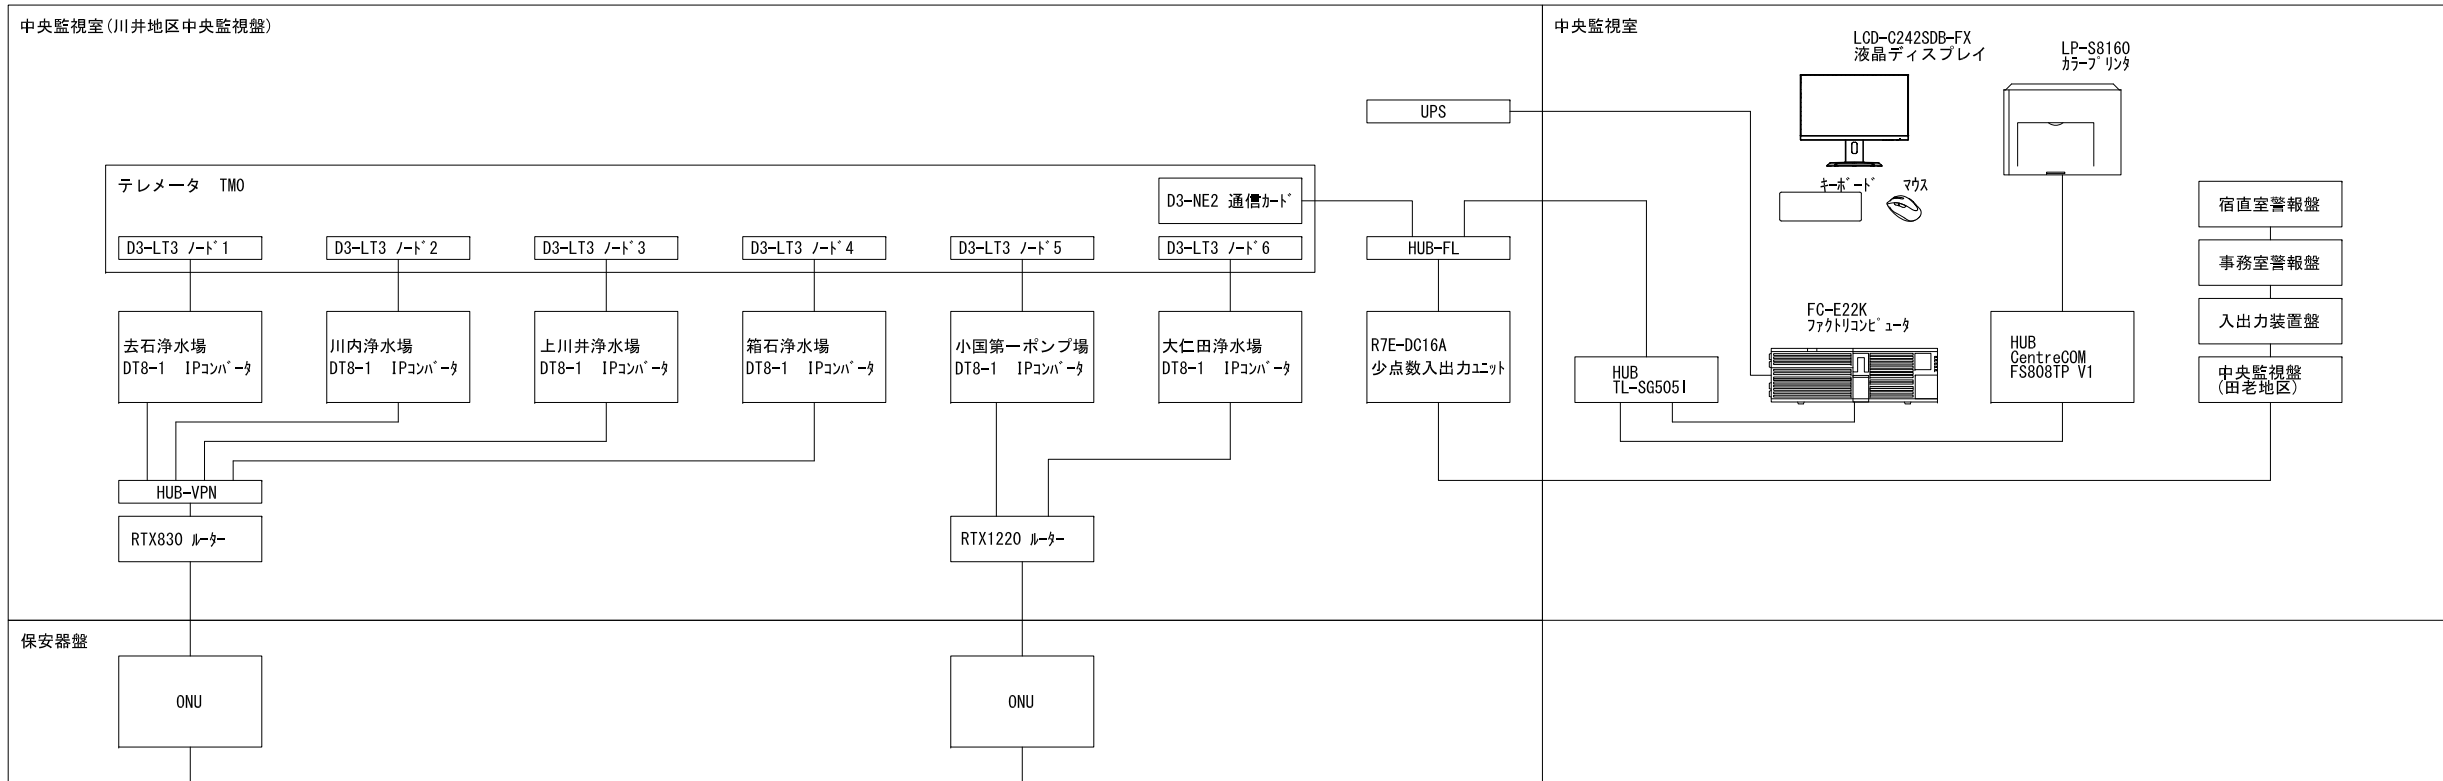 中央監視室(川井地区中央監視盤)
中央監視室
LCD-C242SDB-FX
液晶ディスプレイ
LP-S8160
ｶﾗｰﾌﾟﾘﾝﾀ
UPS
テレメータ TM0
D3-NE2 通信ｶｰﾄﾞ
ｷｰﾎﾞｰﾄﾞ
ﾏｳｽ
宿直室警報盤
D3-LT3 ﾉｰﾄﾞ1
D3-LT3 ﾉｰﾄﾞ2
D3-LT3 ﾉｰﾄﾞ3
D3-LT3 ﾉｰﾄﾞ4
D3-LT3 ﾉｰﾄﾞ5
D3-LT3 ﾉｰﾄﾞ6
HUB-FL
事務室警報盤
去石浄水場
DT8-1 IPｺﾝﾊﾞｰﾀ
川内浄水場
DT8-1 IPｺﾝﾊﾞｰﾀ
上川井浄水場
DT8-1 IPｺﾝﾊﾞｰﾀ
箱石浄水場
DT8-1 IPｺﾝﾊﾞｰﾀ
小国第一ポンプ場
DT8-1 IPｺﾝﾊﾞｰﾀ
大仁田浄水場
DT8-1 IPｺﾝﾊﾞｰﾀ
R7E-DC16A
少点数入出力ﾕﾆｯﾄ
HUB
TL-SG505I
FC-E22K
ﾌｧｸﾄﾘｺﾝﾋﾟｭｰﾀ
HUB
CentreCOM
FS808TP V1
入出力装置盤
中央監視盤
(田老地区)
HUB-VPN
RTX830 ﾙｰﾀｰ
RTX1220 ﾙｰﾀｰ
保安器盤
ONU
ONU